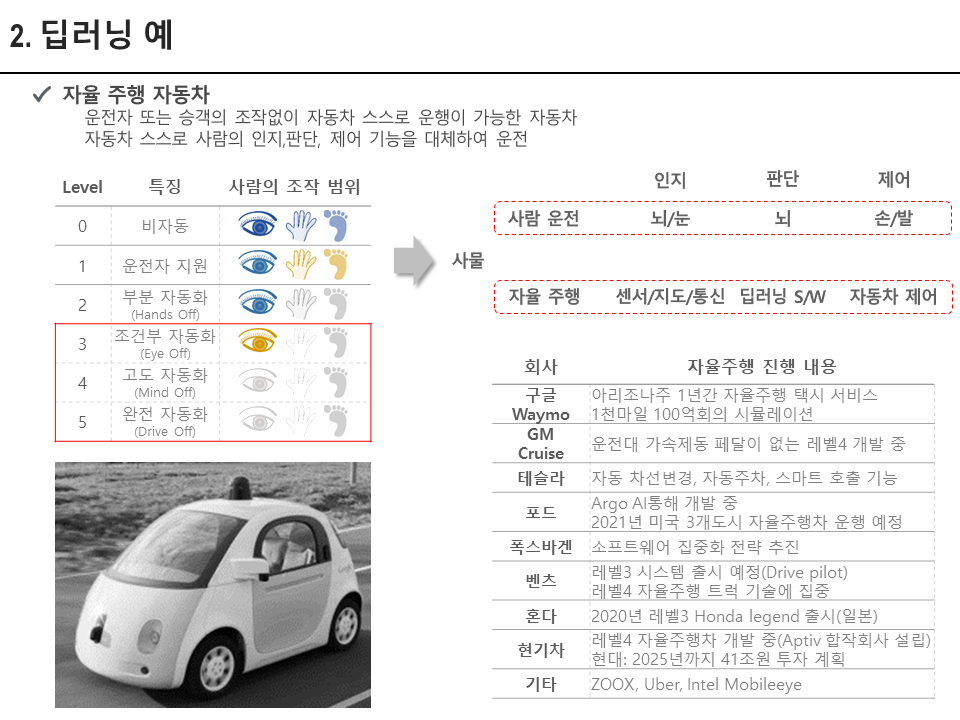 2. 딥러닝 예
자율 주행 자동차
운전자 또는 승객의 조작없이 자동차 스스로 운행이 가능한 자동차
자동차 스스로 사람의 인지,판단, 제어 기능을 대체하여 운전
Level 특징 사람의 조작 범위
0 비자동
1 운전자 지원
2 부분 자동화
(Hands Off)
3 조건부 자동화
(Eye Off)
4 고도 자동화
(Mind Off)
5 완전 자동화
(Drive Off)
인지 판단 제어
사람 운전 뇌/눈 뇌 손/발
사물
자율 주행 센서/지도/통신 딥러닝 S/W 자동차 제어
회사 자율주행 진행 내용
구글 아리조나주 1년간 자율주행 택시 서비스
Waymo 1천마일 100억회의 시뮬레이션
GM
Cruise
운전대 가속제동 페달이 없는 레벨4 개발 중
테슬라 자동 차선변경, 자동주차, 스마트 호출 기능
포드
Argo AI통해 개발 중
2021년 미국 3개도시 자율주행차 운행 예정
폭스바겐 소프트웨어 집중화 전략 추진
벤츠
레벨3 시스템 출시 예정(Drive pilot)
레벨4 자율주행 트럭 기술에 집중
혼다 2020년 레벨3 Honda legend 출시(일본)
현기차
레벨4 자율주행차 개발 중(Aptiv 합작회사 설립)
현대: 2025년까지 41조원 투자 계획
기타 ZOOX, Uber, Intel Mobileeye